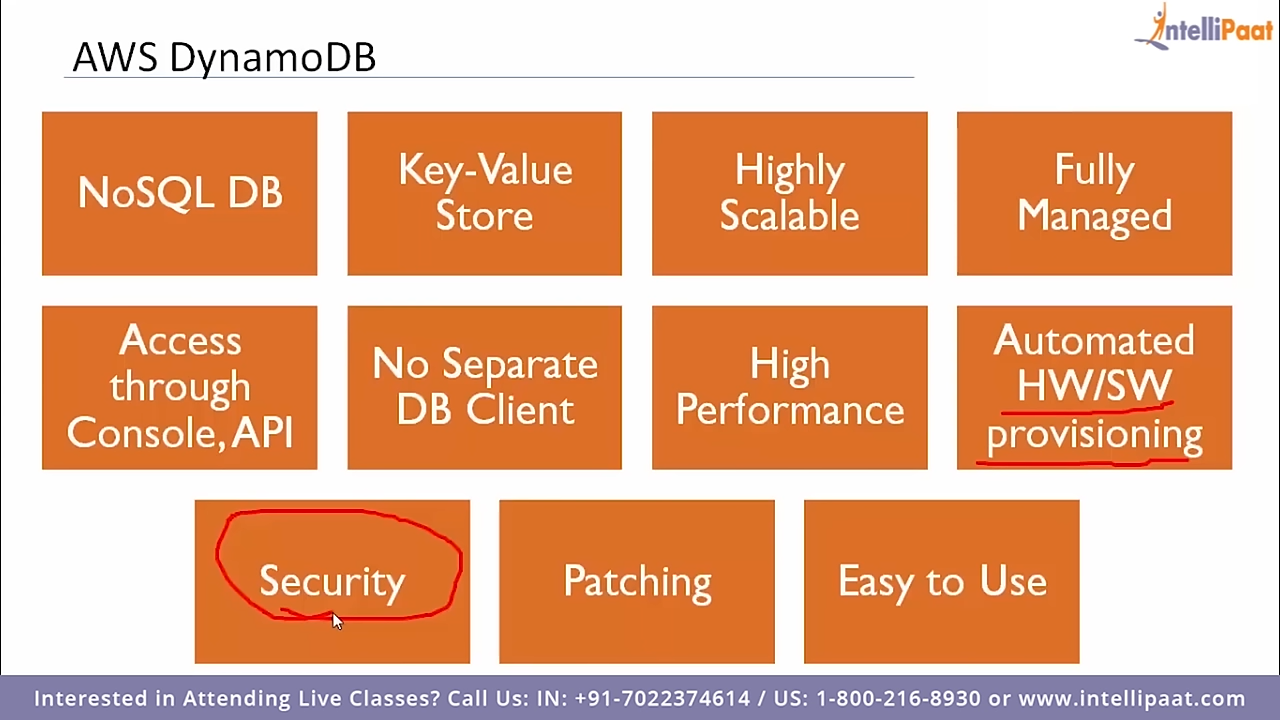 AWS DynamoDB
IntelliPaat
NoSQL DB
Key-Value
Store
Highly
Scalable
Fully
Managed
Access
through
Console, API
No Separate
DB Client
High
Performance
Automated
HW/SW
provisioning
Security
Patching
Easy to Use
Interested in Attending Live Classes? Call Us: IN: +91-7022374614 / US: 1-800-216-8930 or www.intellipaat.com